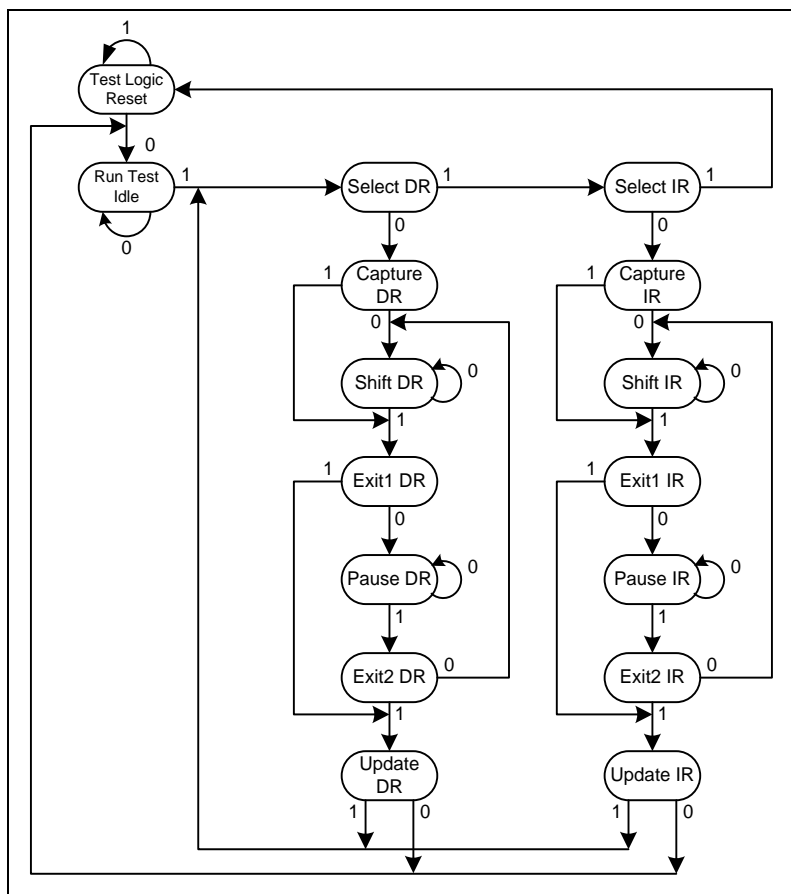 1
Test Logic
Reset
0
Run Test
Idle
1
0
Select DR
1
0
Select IR
1
0
Capture
DR
1
0
Capture
IR
1
0
Shift DR
0
1
Shift IR
0
1
1
Exit1 DR
0
1
Exit1 IR
0
Pause DR
0
1
Pause IR
0
1
Exit2 DR
0
1
Exit2 IR
0
1
Update
DR
1
0
Update IR
1
0